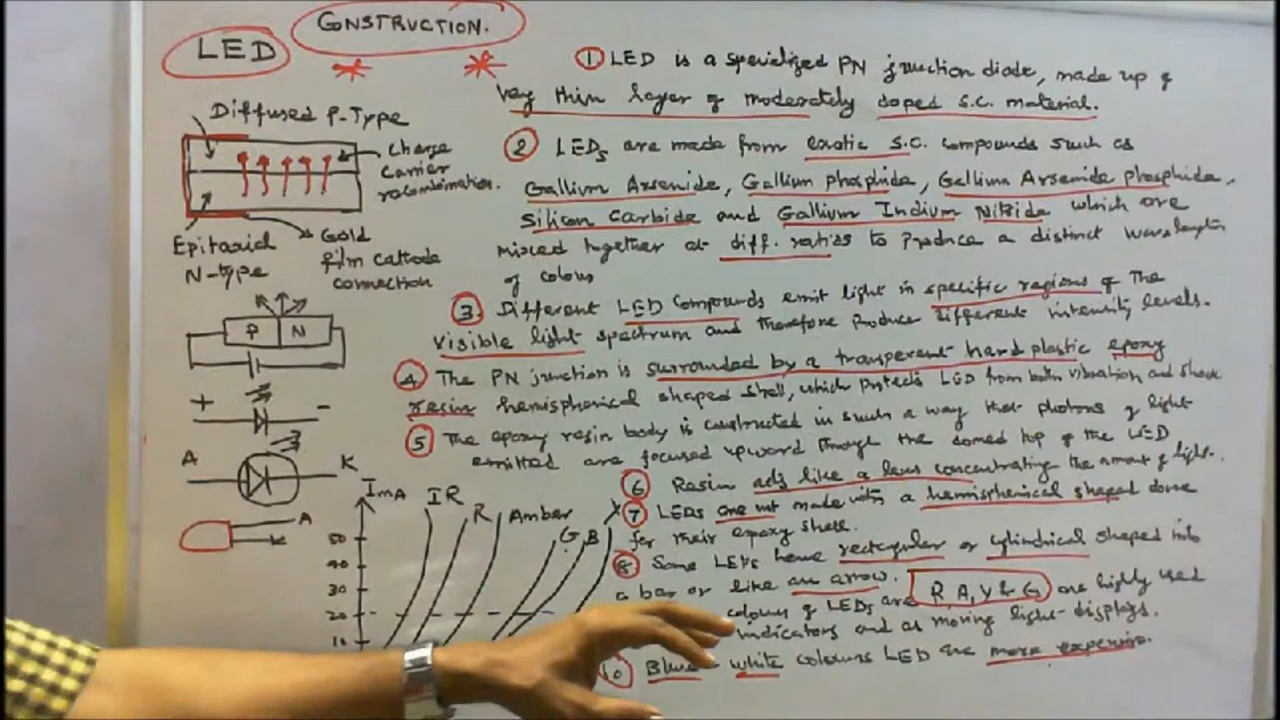 LED
CONSTRUCTION.
① LED is a specialized PN junction diode, made up of
very thin layer of moderately doped S.C. material.
② LEDs are made from exotic S.C. compounds such as
Gallium Arsenide, Gallium phosphide, Gallium Arsenide phosphide,
Silicon Carbide and Gallium Indium Nitride which are
mixed together at diff. ratios to produce a distinct wavelength
of colour
③ Different LED compounds emit light in specific regions of the
visible light spectrum and therefore produce different intensity levels.
④ The PN junction is surrounded by a transperent hard plastic epoxy
resin hemispherical shaped shell, which protects LED from both vibration and shock
⑤ The epoxy resin body is constructed in such a way that photons of light
emitted are focused upward through the domed top of the LED
⑥ Resin acts like a lens concentrating the amount of light.
⑦ LEDs are not made with a hemispherical shaped dome
for their epoxy shell.
⑧ Some LEDs have rectangular or cylindrical shaped into
a bar or like an arrow.
colours of LEDs are R A, Y & G are highly used
indicators and as moving light displays.
10 Blue white colours LED are more expensive.
Diffused P-Type
Charge
carrier
recombination.
Epitaxial
N-type
Gold
film cattode
connection
P N
+ -
A K
A
K
ImA
IR R Amber G B
50
40
30
20
10